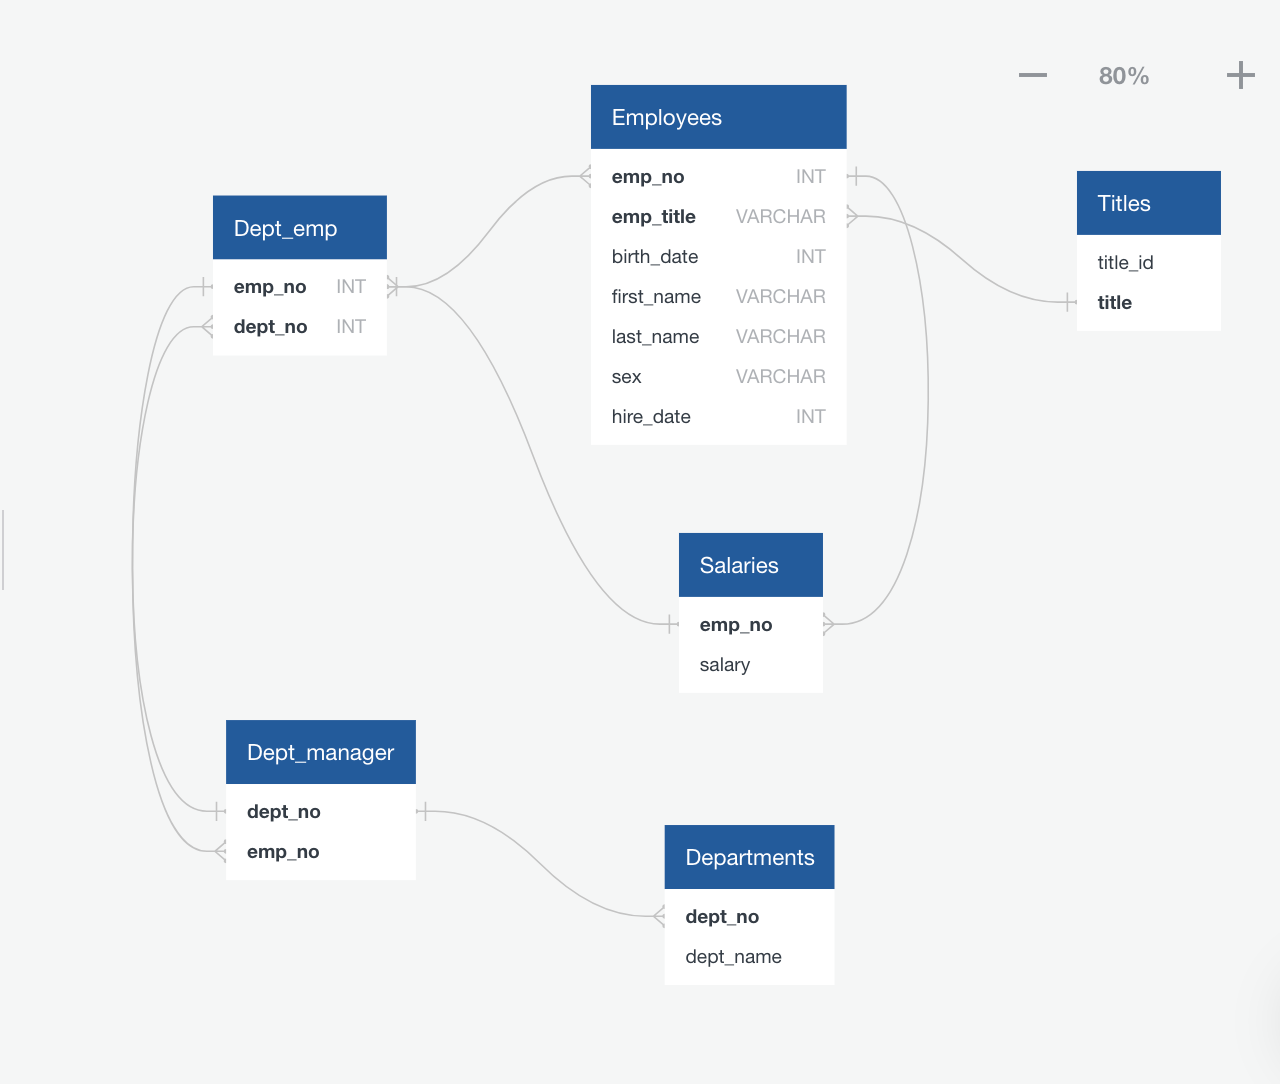 80%
Employees
emp_no INT
emp_title VARCHAR
birth_date INT
first_name VARCHAR
last_name VARCHAR
sex VARCHAR
hire_date INT
Titles
title_id
title
Dept_emp
emp_no INT
dept_no INT
Salaries
emp_no
salary
Dept_manager
dept_no
emp_no
Departments
dept_no
dept_name